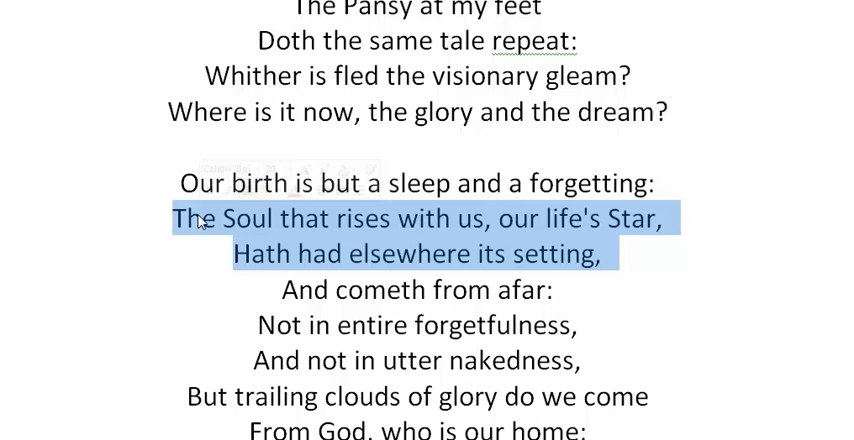 The Pansy at my feet
Doth the same tale repeat:
Whither is fled the visionary gleam?
Where is it now, the glory and the dream?
Our birth is but a sleep and a forgetting:
The Soul that rises with us, our life's Star,
Hath had elsewhere its setting,
And cometh from afar:
Not in entire forgetfulness,
And not in utter nakedness,
But trailing clouds of glory do we come
From God, who is our home: